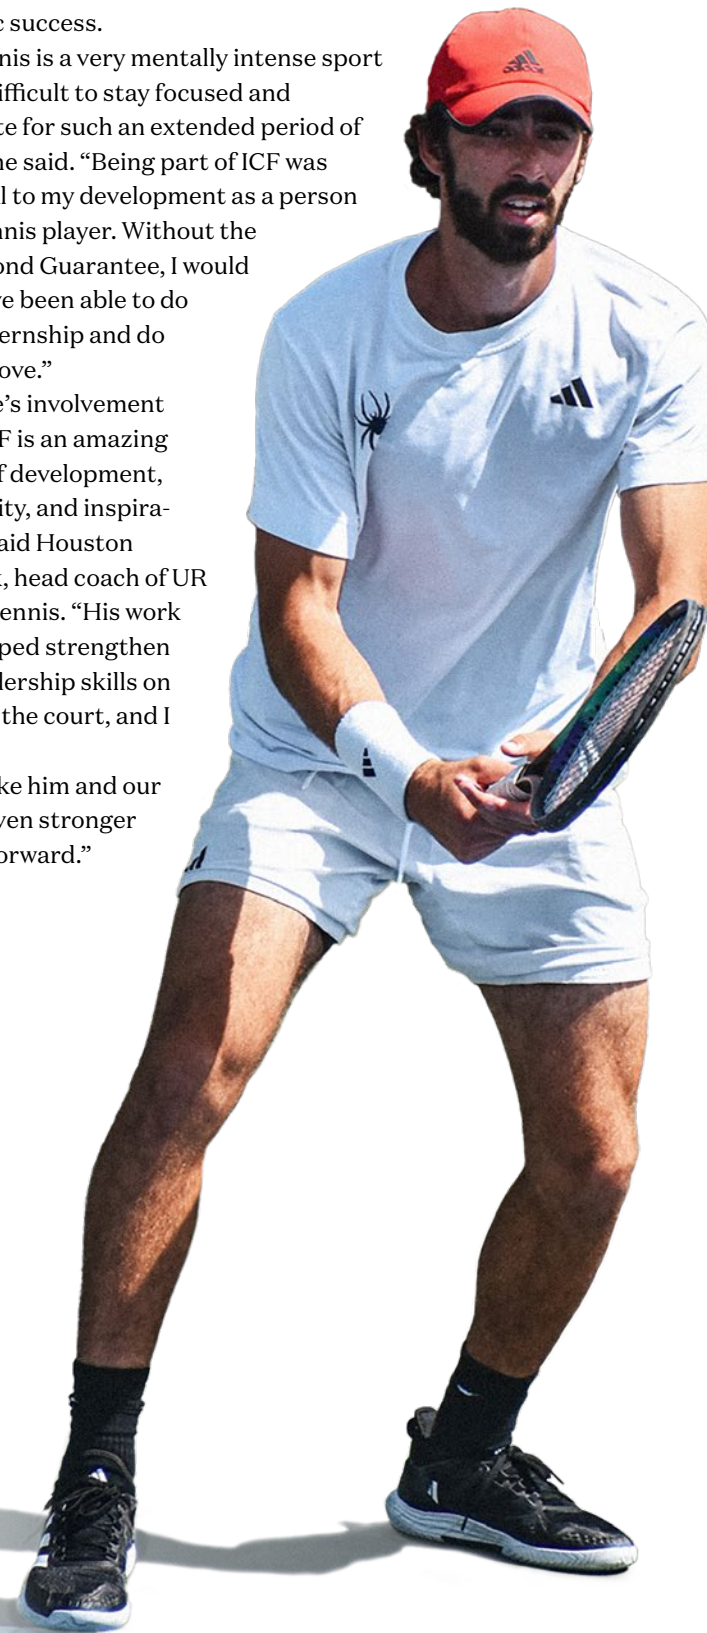 c success.
nis is a very mentally intense sport
ifficult to stay focused and
te for such an extended period of
he said. “Being part of ICF was
l to my development as a person
nnis player. Without the
ond Guarantee, I would
ve been able to do
ernship and do
ove.”
e’s involvement
F is an amazing
f development,
ity, and inspira-
aid Houston
k, head coach of UR
ennis. “His work
ped strengthen
dership skills on
the court, and I
ke him and our
ven stronger
orward.”
adidas